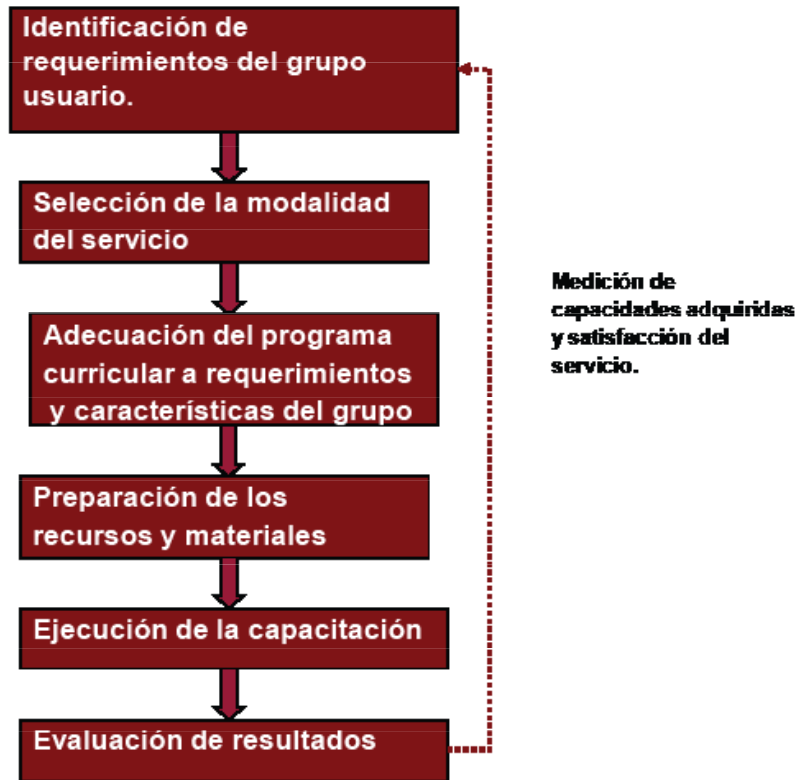 Identificación de
requerimientos del grupo
usuario.
Selección de la modalidad
del servicio
Adecuación del programa
curricular a requerimientos
y características del grupo
Preparación de los
recursos y materiales
Ejecución de la capacitación
Evaluación de resultados
Medición de
capacidades adquiridas
y satisfacción del
servicio.